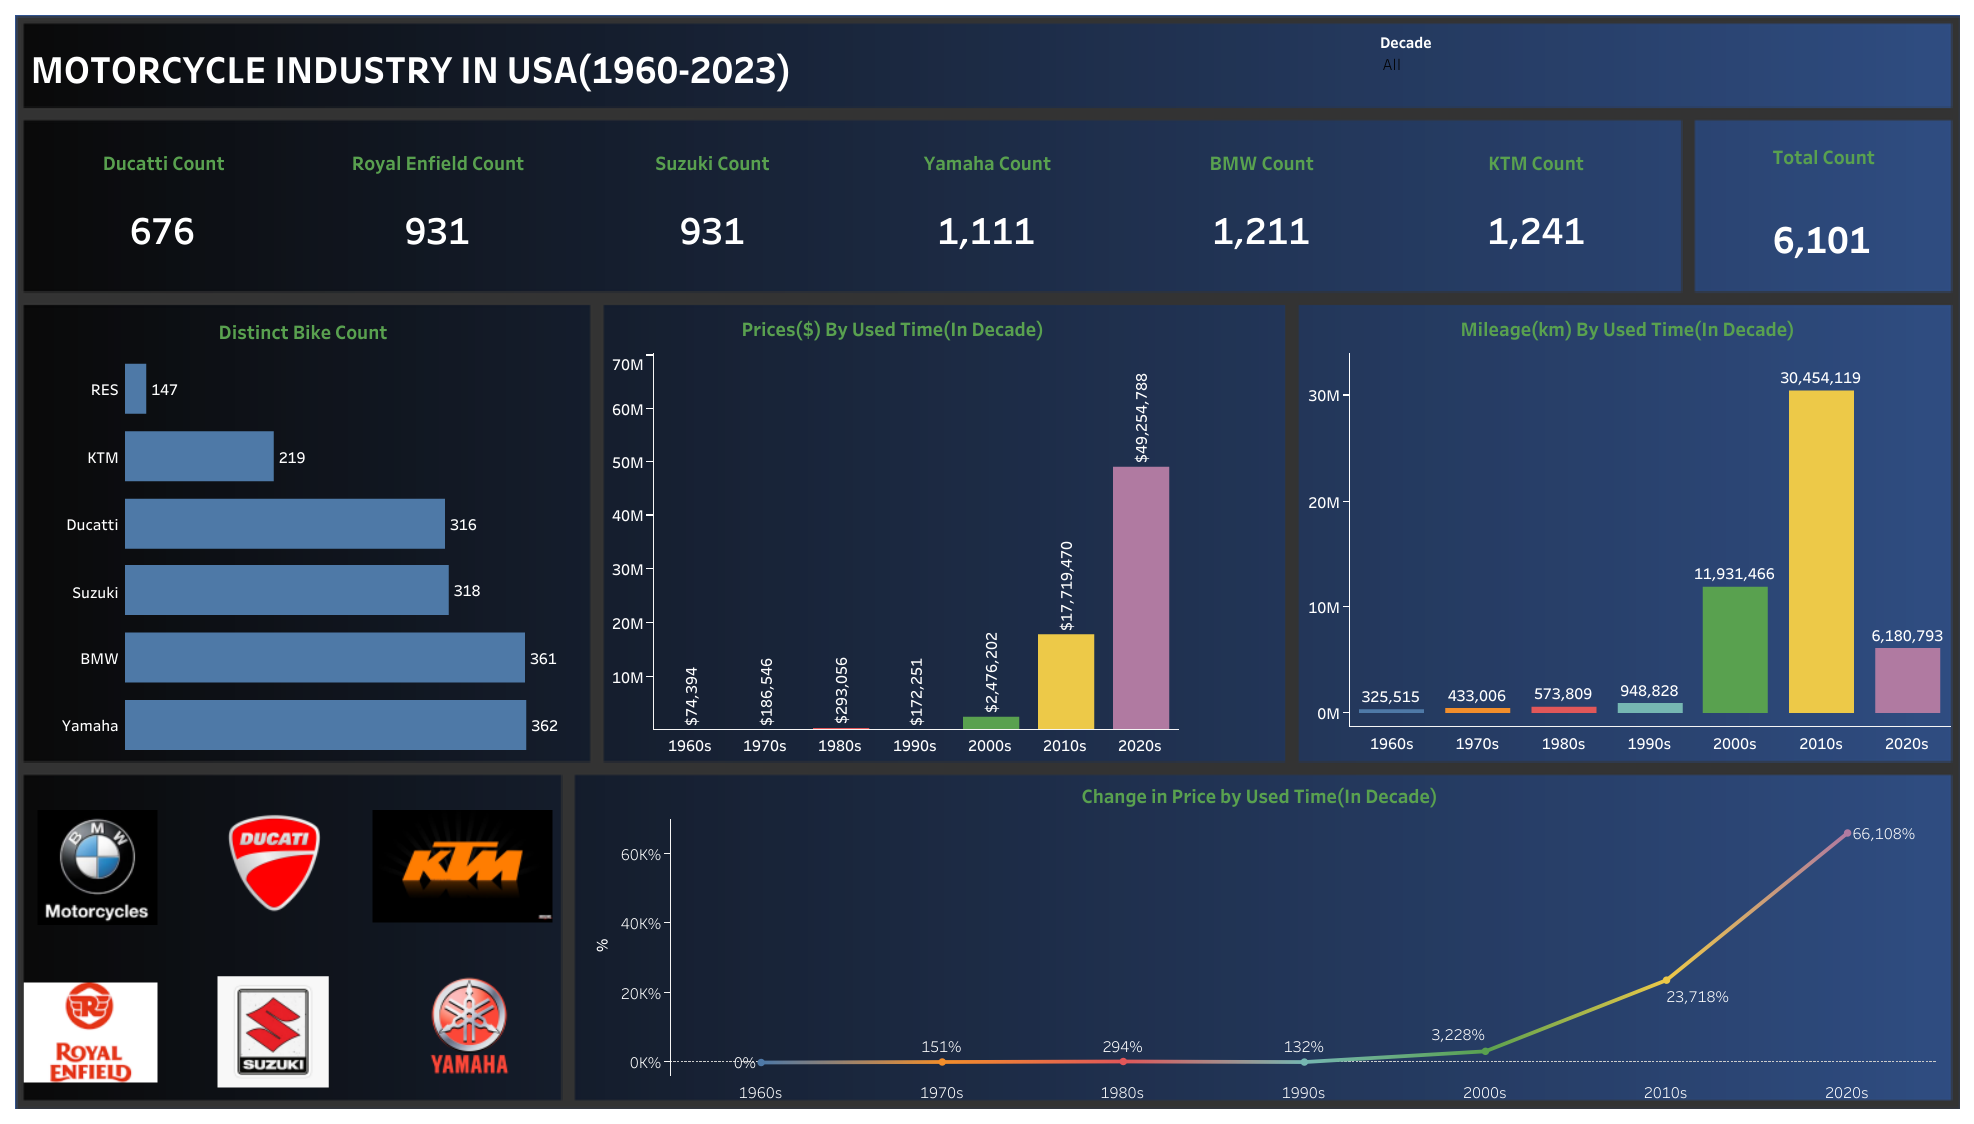 MOTORCYCLE INDUSTRY IN USA(1960-2023)
Decade
All
Ducatti Count
676
Royal Enfield Count
931
Suzuki Count
931
Yamaha Count
1,111
BMW Count
1,211
KTM Count
1,241
Total Count
6,101
Distinct Bike Count
RES 147
KTM 219
Ducatti 316
Suzuki 318
BMW 361
Yamaha 362
Prices($) By Used Time(In Decade)
70M
60M
50M
40M
30M
20M
10M
$74,394
$186,546
$293,056
$172,251
$2,476,202
$17,719,470
$49,254,788
1960s 1970s 1980s 1990s 2000s 2010s 2020s
Mileage(km) By Used Time(In Decade)
30M
20M
10M
0M
325,515
433,006
573,809
948,828
11,931,466
30,454,119
6,180,793
1960s 1970s 1980s 1990s 2000s 2010s 2020s
BMW
Motorcycles
DUCATI
KTM
R
ROYAL
ENFIELD
SUZUKI
YAMAHA
Change in Price by Used Time(In Decade)
%
60K%
40K%
20K%
0K%
0%
151%
294%
132%
3,228%
23,718%
66,108%
1960s 1970s 1980s 1990s 2000s 2010s 2020s